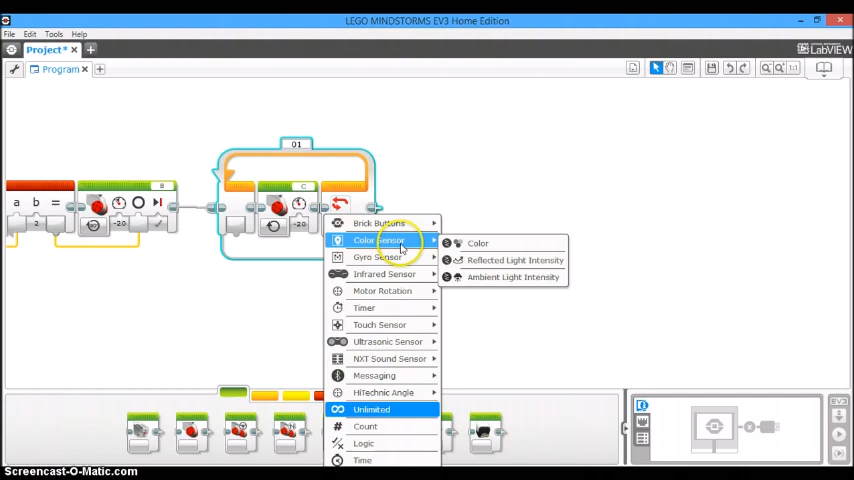 LEGO MINDSTORMS EV3 Home Edition
File Edit Tools Help
Project* × +
LabVIEW
Program × +
1:1
01
B
C
a b =
2
-20
-20
Brick Buttons
Color Sensor
Gyro Sensor
Infrared Sensor
Motor Rotation
Timer
Touch Sensor
Ultrasonic Sensor
NXT Sound Sensor
Messaging
HiTechnic Angle
Unlimited
Count
Logic
Time
Color
Reflected Light Intensity
Ambient Light Intensity
EV3
Screencast-O-Matic.com